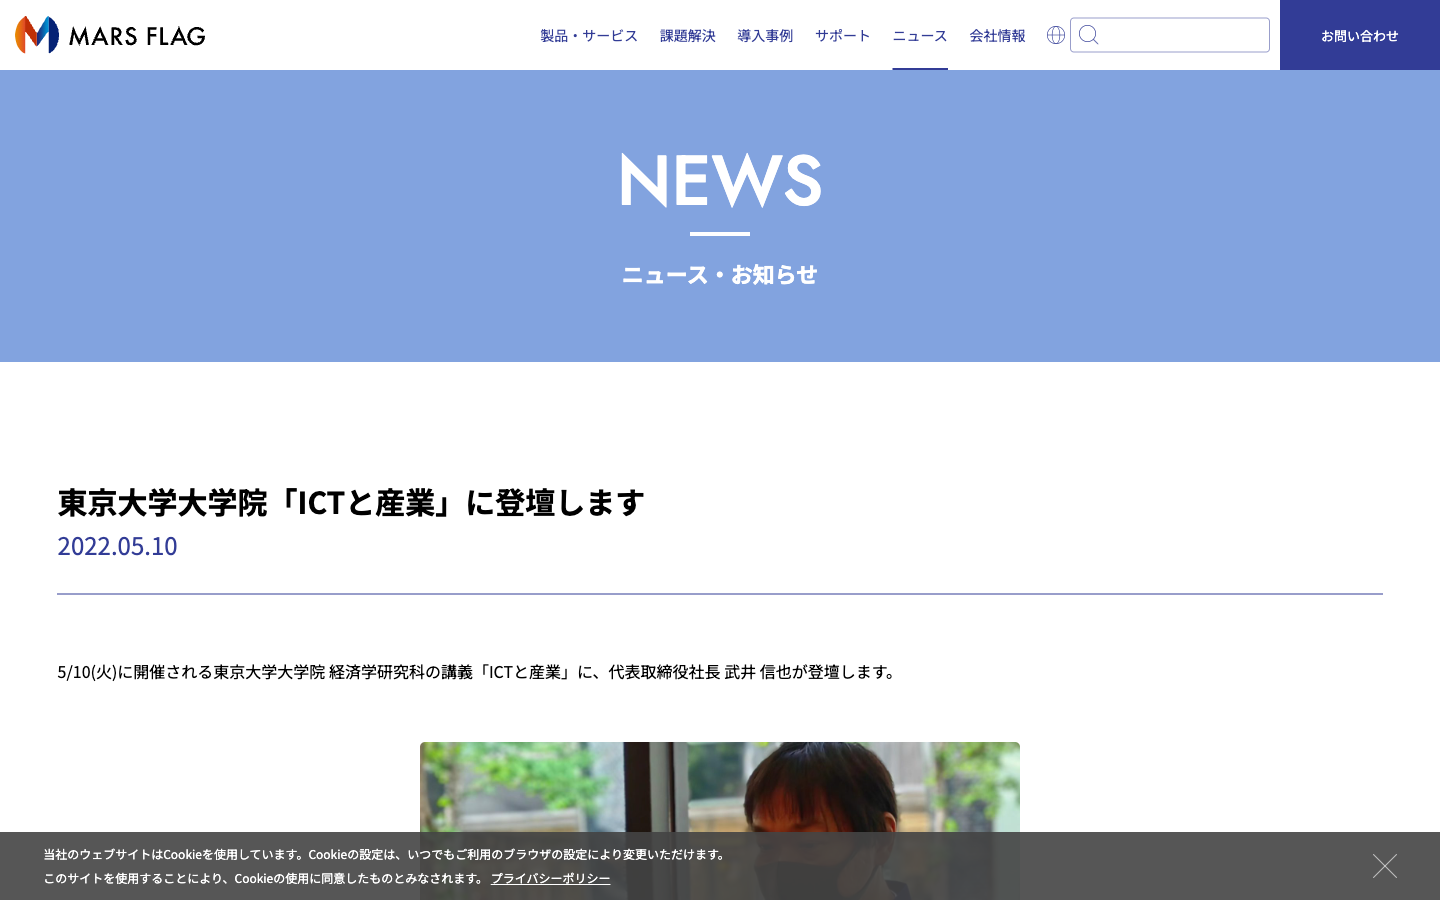 MARS FLAG
製品・サービス 課題解決 導入事例 サポート ニュース 会社情報
お問い合わせ
NEWS
ニュース・お知らせ
東京大学大学院「ICTと産業」に登壇します
2022.05.10
5/10(火)に開催される東京大学大学院 経済学研究科の講義「ICTと産業」に、代表取締役社長 武井 信也が登壇します。
当社のウェブサイトはCookieを使用しています。Cookieの設定は、いつでもご利用のブラウザの設定により変更いただけます。
このサイトを使用することにより、Cookieの使用に同意したものとみなされます。 プライバシーポリシー